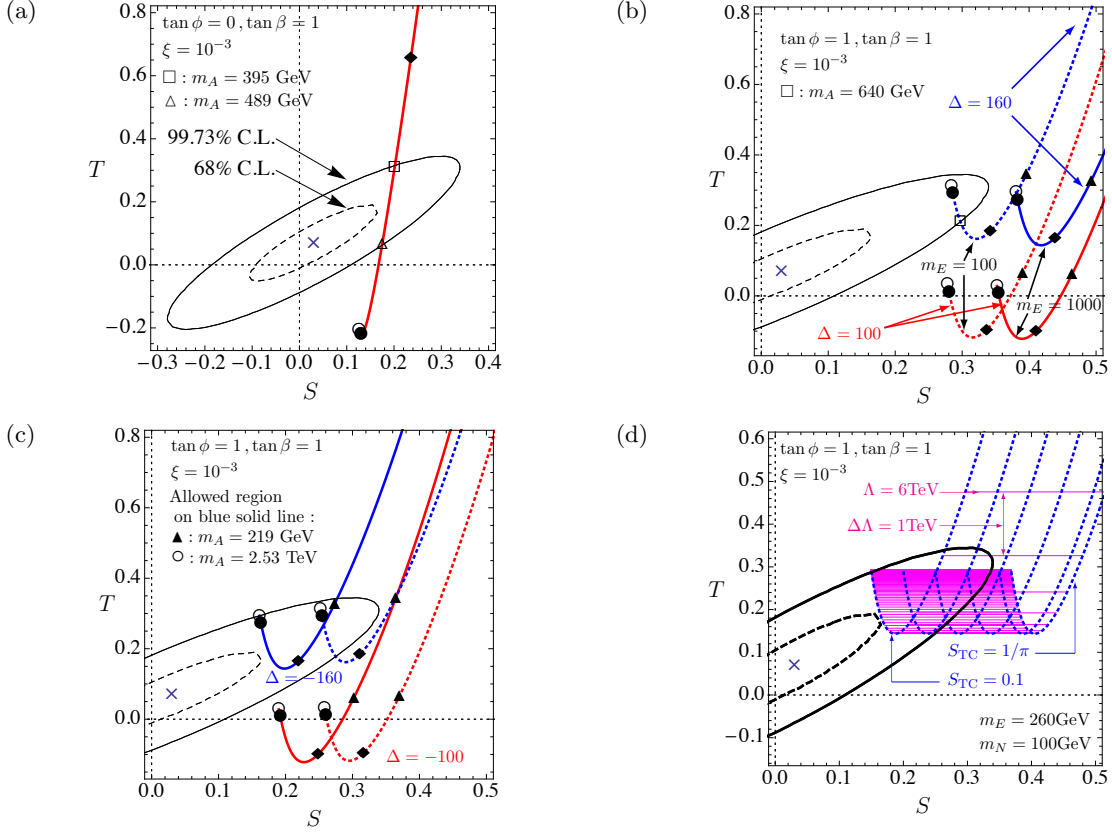 (a)
tan ϕ = 0 , tan β = 1
ξ = 10⁻³
□ : m_A = 395 GeV
△ : m_A = 489 GeV
99.73% C.L.
68% C.L.
T
0.8
0.6
0.4
0.2
0.0
−0.2
−0.3 −0.2 −0.1 0.0 0.1 0.2 0.3 0.4
S
(b)
tan ϕ = 1 , tan β = 1
ξ = 10⁻³
□ : m_A = 640 GeV
Δ = 160
m_E = 100
m_E = 1000
Δ = 100
T
0.8
0.6
0.4
0.2
0.0
0.0 0.1 0.2 0.3 0.4 0.5
S
(c)
tan ϕ = 1 , tan β = 1
ξ = 10⁻³
Allowed region
on blue solid line :
▲ : m_A = 219 GeV
○ : m_A = 2.53 TeV
Δ = −160
Δ = −100
T
0.8
0.6
0.4
0.2
0.0
0.0 0.1 0.2 0.3 0.4 0.5
S
(d)
tan ϕ = 1 , tan β = 1
ξ = 10⁻³
Λ = 6TeV
ΔΛ = 1TeV
S_TC = 1/π
S_TC = 0.1
m_E = 260GeV
m_N = 100GeV
T
0.6
0.5
0.4
0.3
0.2
0.1
0.0
−0.1
0.0 0.1 0.2 0.3 0.4 0.5
S